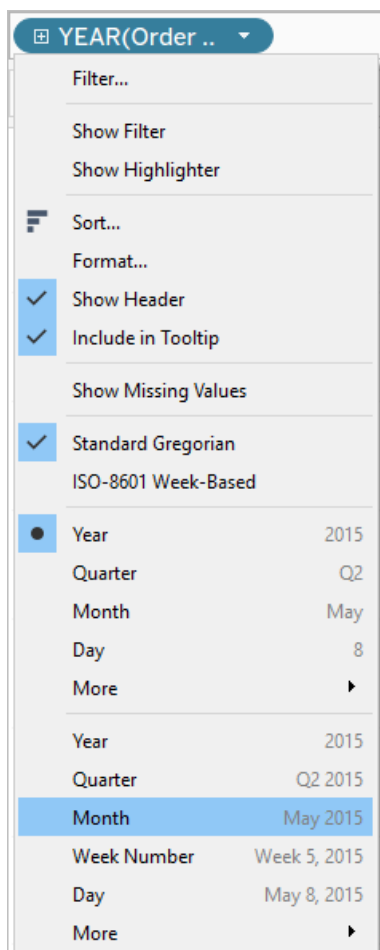 YEAR(Order ..
Filter...
Show Filter
Show Highlighter
Sort...
Format...
Show Header
Include in Tooltip
Show Missing Values
Standard Gregorian
ISO-8601 Week-Based
Year 2015
Quarter Q2
Month May
Day 8
More
Year 2015
Quarter Q2 2015
Month May 2015
Week Number Week 5, 2015
Day May 8, 2015
More